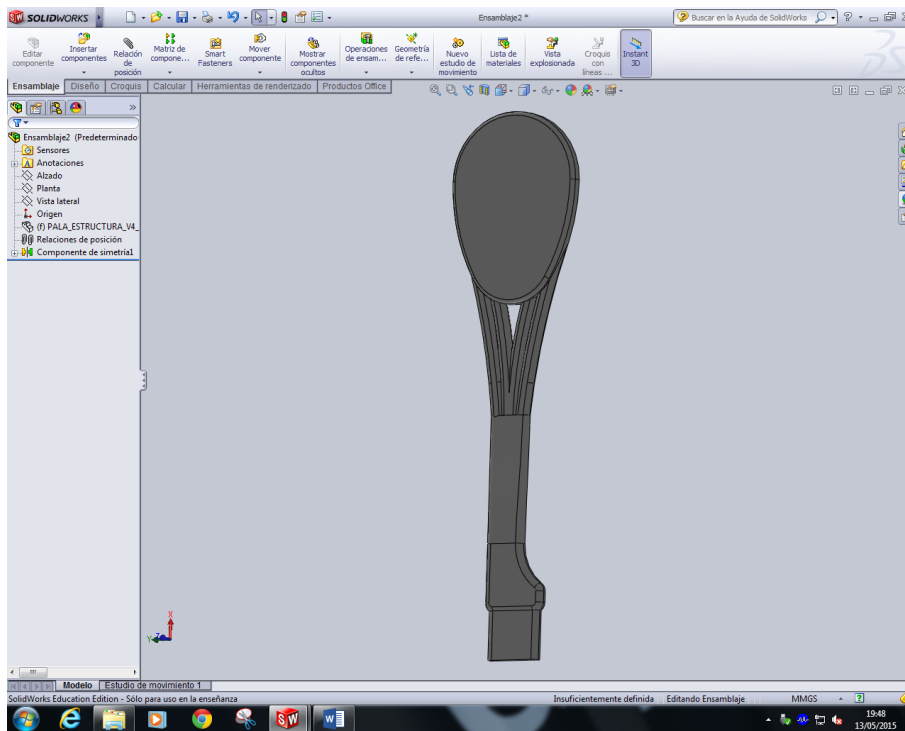 SW SOLIDWORKS
Ensamblaje2 *
Buscar en la Ayuda de SolidWorks
Editar componente
Insertar componentes
Relación de posición
Matriz de compone...
Smart Fasteners
Mover componente
Mostrar componentes ocultos
Operaciones de ensam...
Geometría de refe...
Nuevo estudio de movimiento
Lista de materiales
Vista explosionada
Croquis con líneas ...
Instant 3D
Ensamblaje Diseño Croquis Calcular Herramientas de renderizado Productos Office
Ensamblaje2 (Predeterminado
Sensores
A Anotaciones
Alzado
Planta
Vista lateral
Origen
(f) PALA_ESTRUCTURA_V4_
Relaciones de posición
Componente de simetría1
X
Y Z
Modelo Estudio de movimiento 1
SolidWorks Education Edition - Sólo para uso en la enseñanza
Insuficientemente definida Editando Ensamblaje MMGS
SW W
19:48
13/05/2015